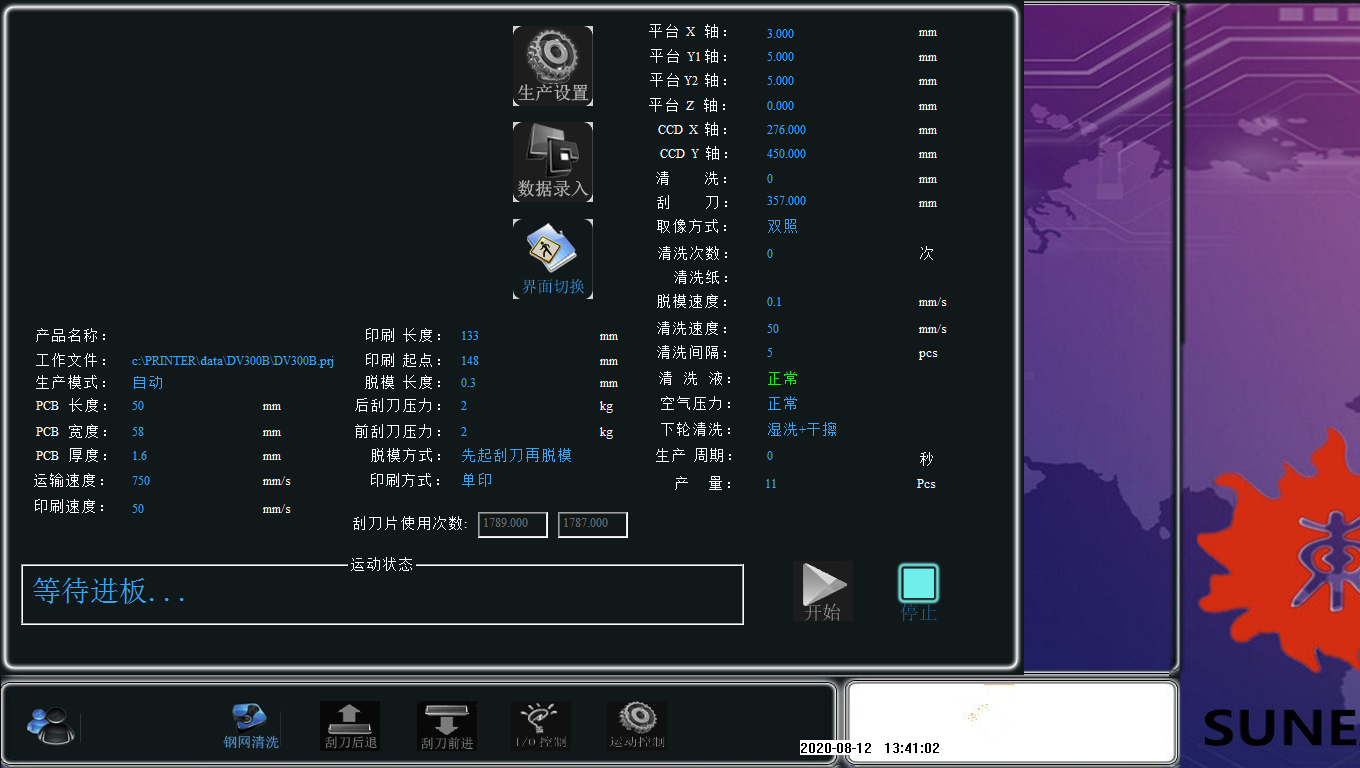 生产设置
数据录入
界面切换
平台 X 轴： 3.000 mm
平台 Y1 轴： 5.000 mm
平台 Y2 轴： 5.000 mm
平台 Z 轴： 0.000 mm
CCD X 轴： 276.000 mm
CCD Y 轴： 450.000 mm
清 洗： 0 mm
刮 刀： 357.000 mm
取像方式： 双照
清洗次数： 0 次
清洗纸：
脱模速度： 0.1 mm/s
清洗速度： 50 mm/s
清洗间隔： 5 pcs
清 洗 液： 正常
空气压力： 正常
下轮清洗： 湿洗+干擦
生产 周期： 0 秒
产 量： 11 Pcs
产品名称：
工作文件： c:\PRINTER\data\DV300B\DV300B.prj
生产模式： 自动
PCB 长度： 50 mm
PCB 宽度： 58 mm
PCB 厚度： 1.6 mm
运输速度： 750 mm/s
印刷速度： 50 mm/s
印刷 长度： 133 mm
印刷 起点： 148 mm
脱模 长度： 0.3 mm
后刮刀压力： 2 kg
前刮刀压力： 2 kg
脱模方式： 先起刮刀再脱模
印刷方式： 单印
刮刀片使用次数: 1789.000 1787.000
运动状态
等待进板...
开始
停止
钢网清洗
刮刀后退
刮刀前进
I/O 控制
运动控制
2020-08-12 13:41:02
東
SUNE